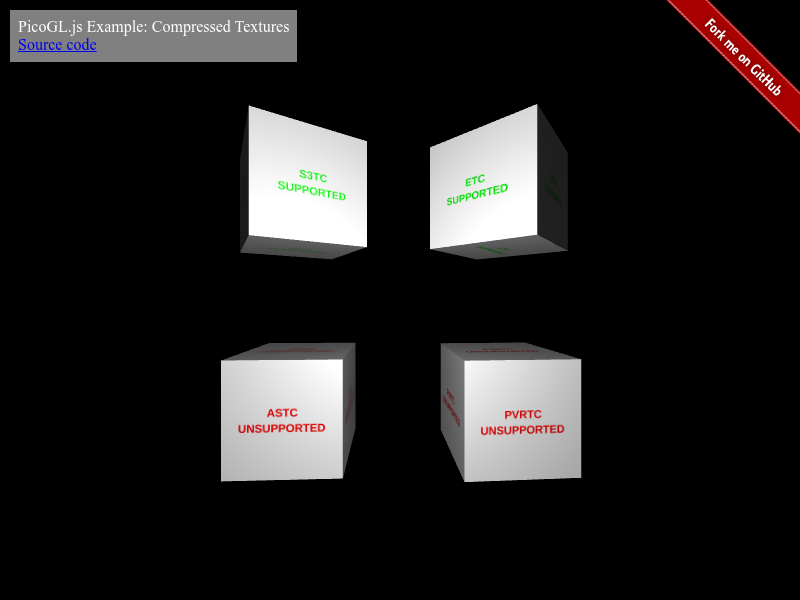 PicoGL.js Example: Compressed Textures
Source code
Fork me on GitHub
S3TC
SUPPORTED
ETC
SUPPORTED
ASTC
UNSUPPORTED
PVRTC
UNSUPPORTED